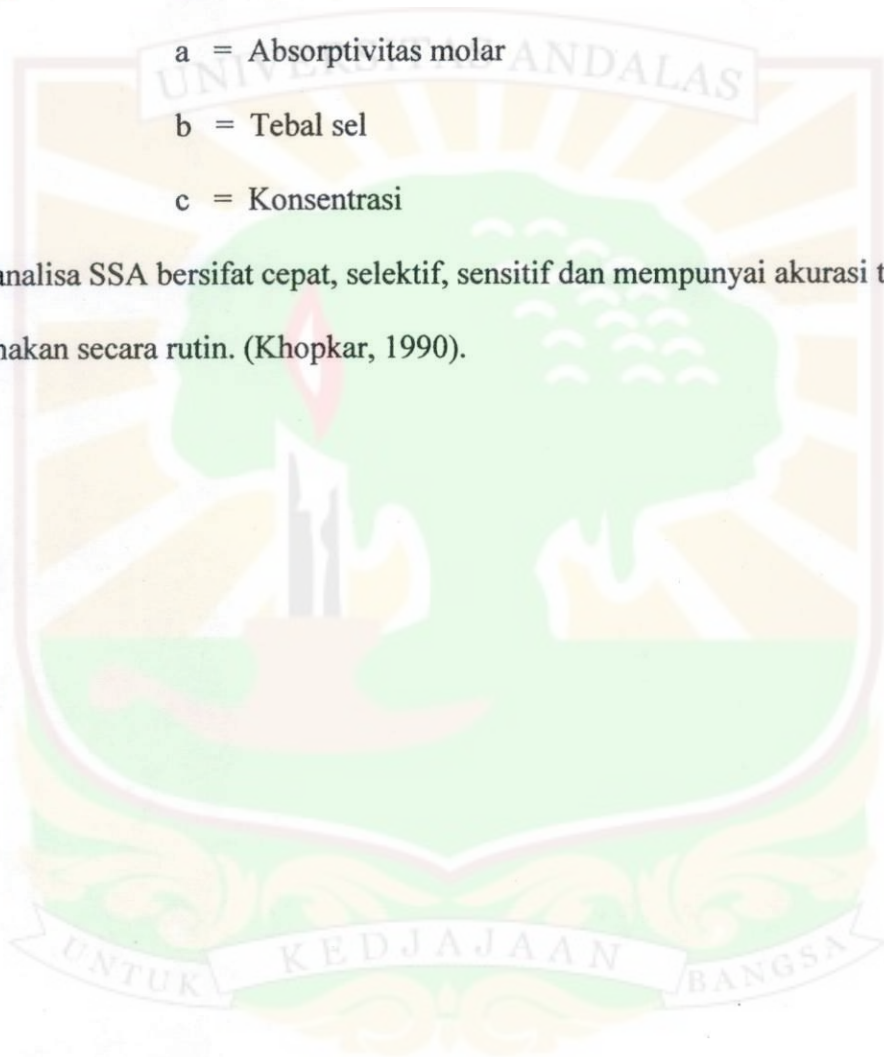 a = Absorptivitas molar
UNIVERSITAS ANDALAS
b = Tebal sel
c = Konsentrasi
analisa SSA bersifat cepat, selektif, sensitif dan mempunyai akurasi t
nakan secara rutin. (Khopkar, 1990).
UNTUK KEDJAJAAN BANGSA